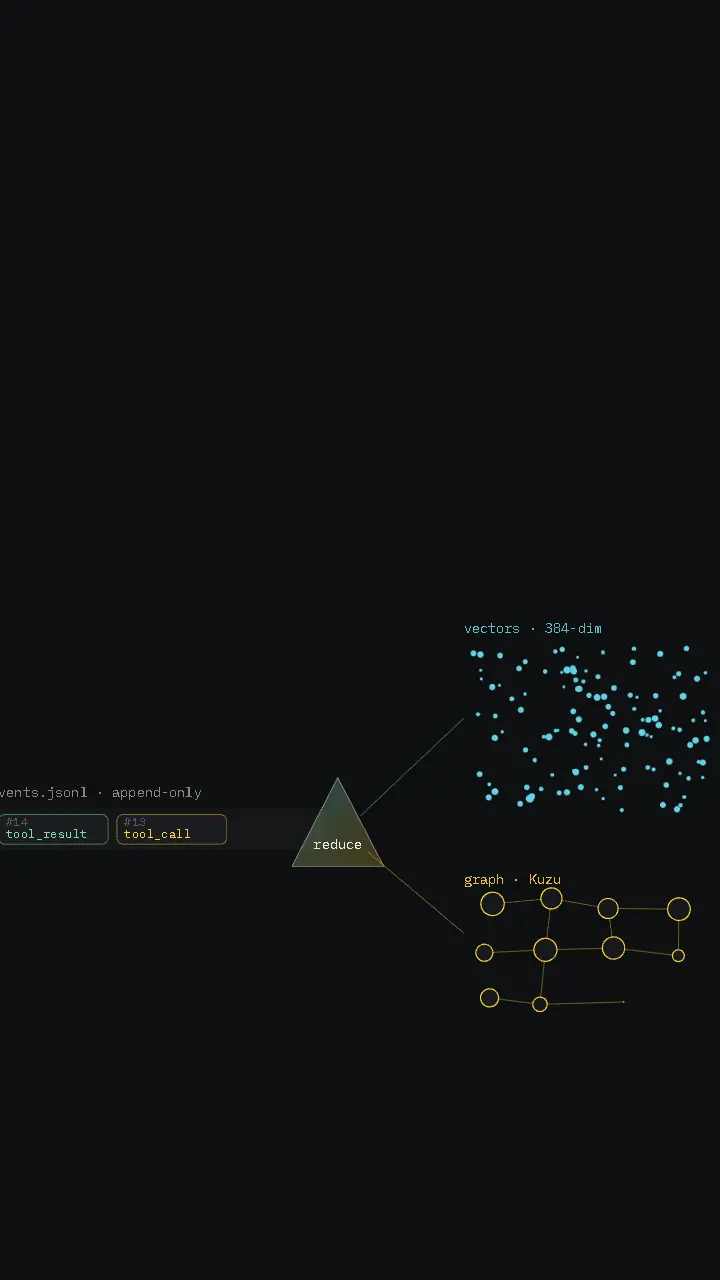 vectors · 384-dim
vents.jsonl · append-only
#14
tool_result
#13
tool_call
reduce
graph · Kuzu